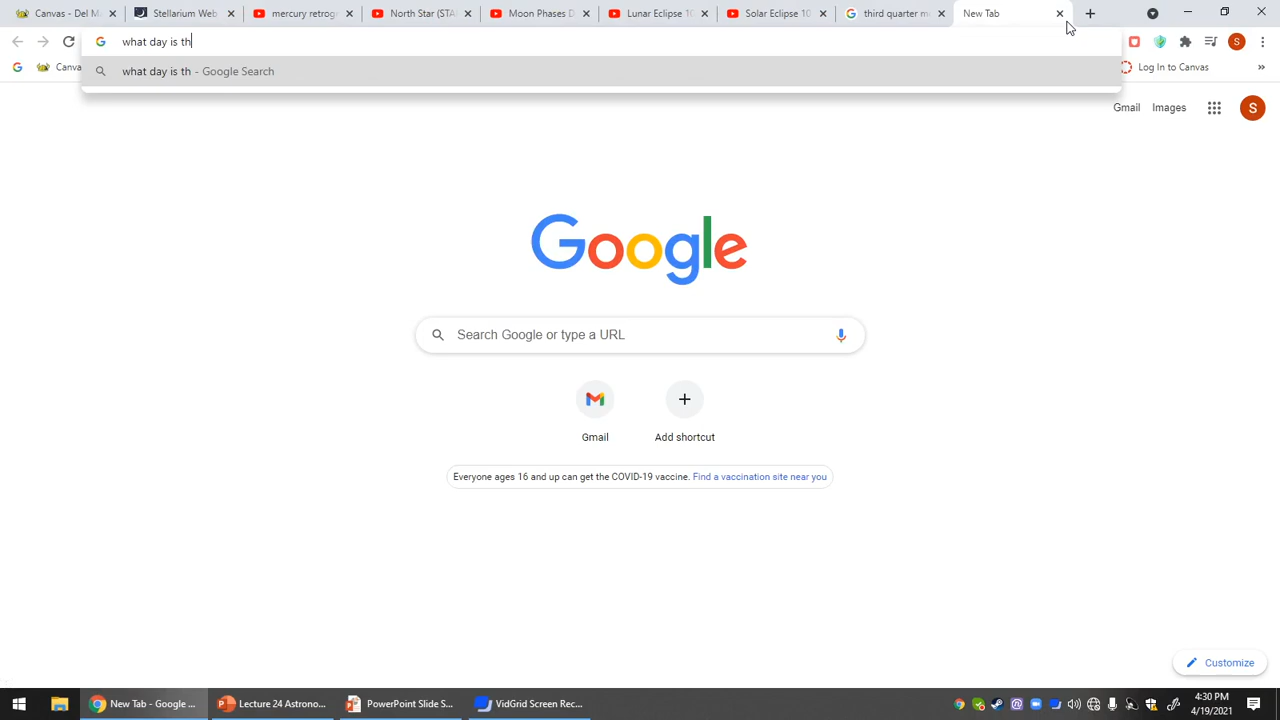 Canvas - Del M
Stellarium Web
mercury retrog
North Star (STA
Moon Phases D
Lunar Eclipse 10
Solar Eclipse 10
third quarter m
New Tab
what day is th
S
Canva
what day is th - Google Search
Log In to Canvas
»
Gmail
Images
S
Google
Search Google or type a URL
Gmail
Add shortcut
Everyone ages 16 and up can get the COVID-19 vaccine. Find a vaccination site near you
Customize
New Tab - Google ...
Lecture 24 Astrono...
PowerPoint Slide S...
VidGrid Screen Rec...
4:30 PM
4/19/2021